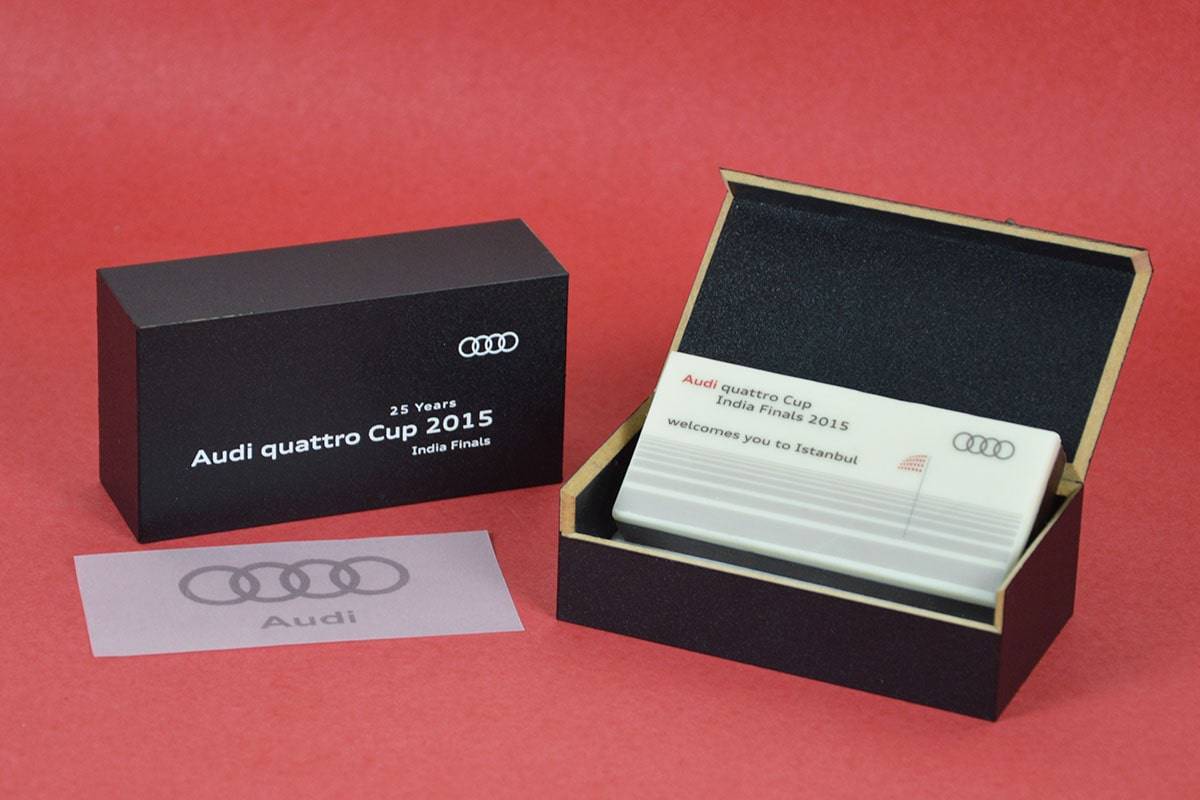 25 Years
Audi quattro Cup 2015
India Finals
Audi
Audi quattro Cup
India Finals 2015
welcomes you to Istanbul